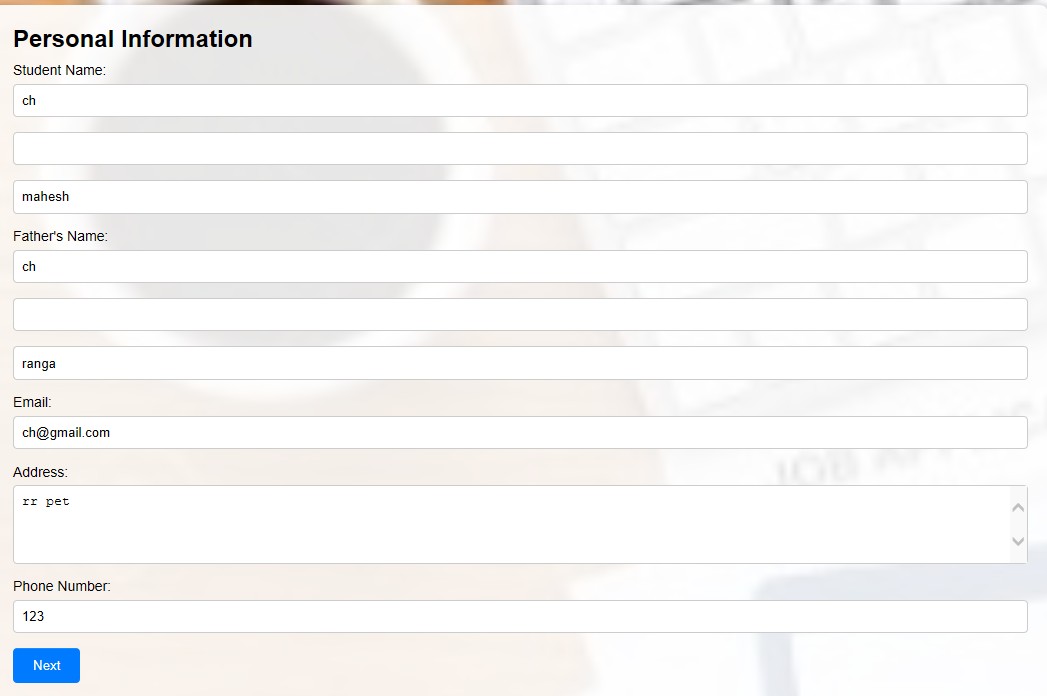 Personal Information
Student Name:
ch
mahesh
Father's Name:
ch
ranga
Email:
ch@gmail.com
Address:
rr pet
Phone Number:
123
Next